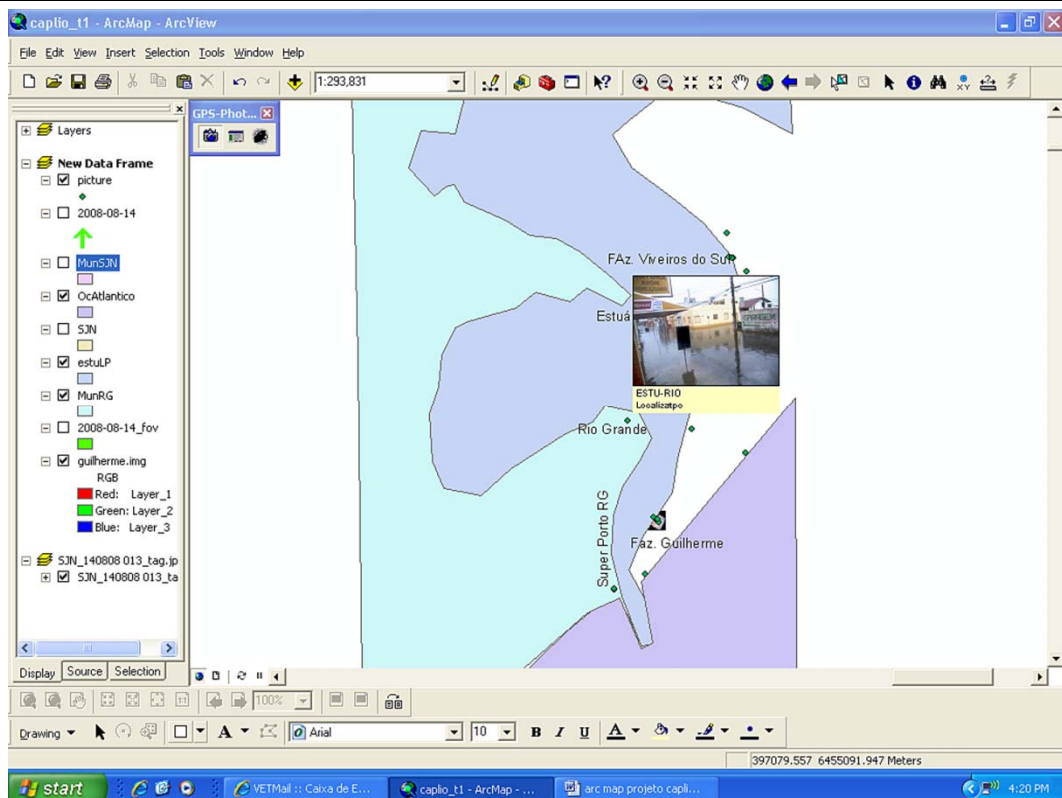 caplio_t1 - ArcMap - ArcView
File Edit View Insert Selection Tools Window Help
1:293,831
XY
GPS-Phot...
Layers
New Data Frame
picture
2008-08-14
MunSJN
OcAtlantico
SJN
estuLP
MunRG
2008-08-14_fov
guilherme.img
RGB
Red: Layer_1
Green: Layer_2
Blue: Layer_3
SJN_140808 013_tag.jp
SJN_140808 013_ta
FAz. Viveiros do Sul
Estuá
ESTU-RIO
Localizatpo
Rio Grande
Super Porto RG
Faz. Guilherme
Display Source Selection
100%
Drawing A Arial 10 B I U A
397079.557 6455091.947 Meters
start VETMail :: Caixa de E... caplio_t1 - ArcMap - ... arc map projeto capli... 4:20 PM